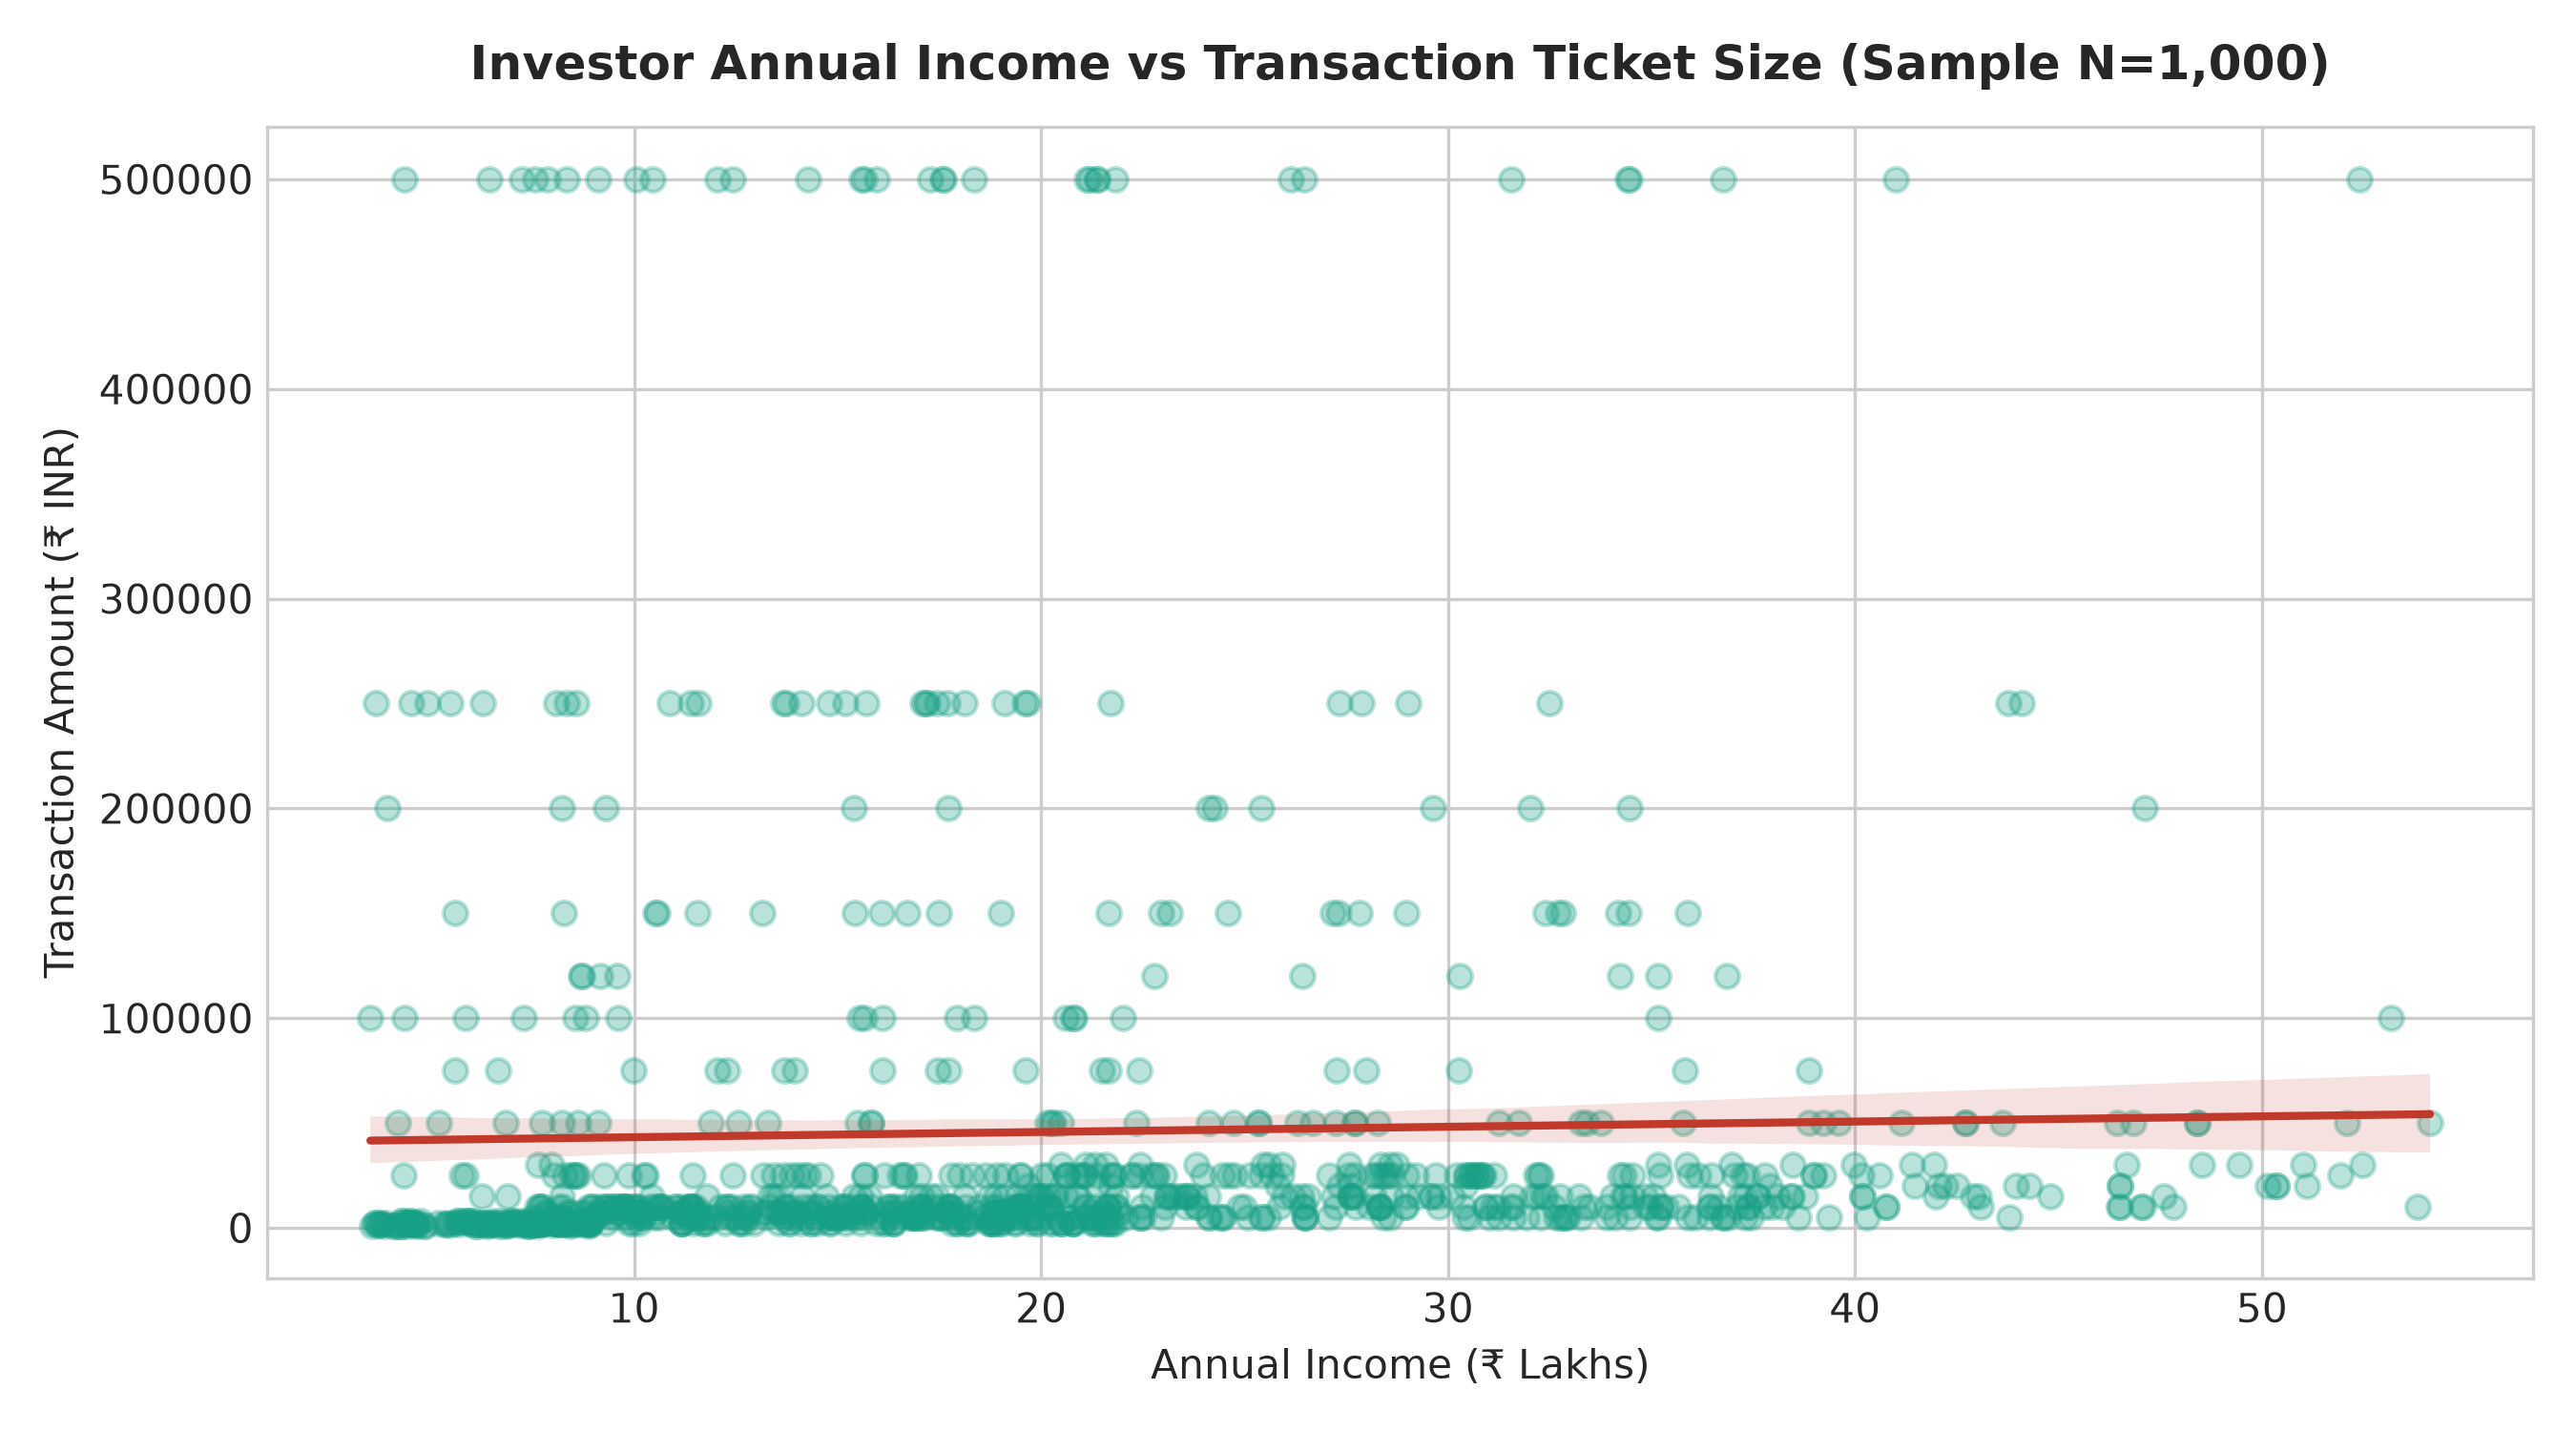 Investor Annual Income vs Transaction Ticket Size (Sample N=1,000)
Transaction Amount (₹ INR)
500000
400000
300000
200000
100000
0
10 20 30 40 50
Annual Income (₹ Lakhs)